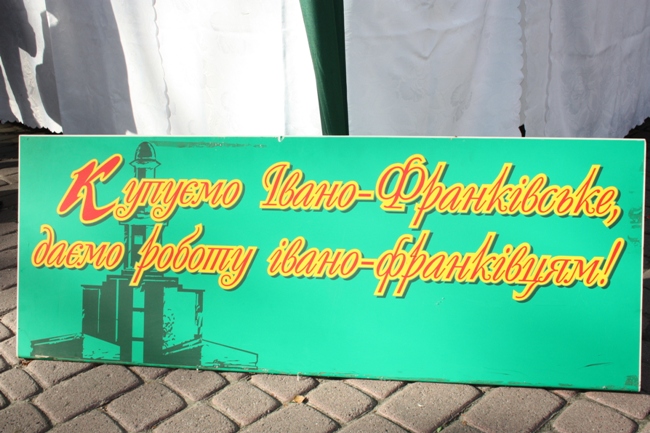 Купуємо Івано-Франківське,
даємо роботу івано-франківцям!